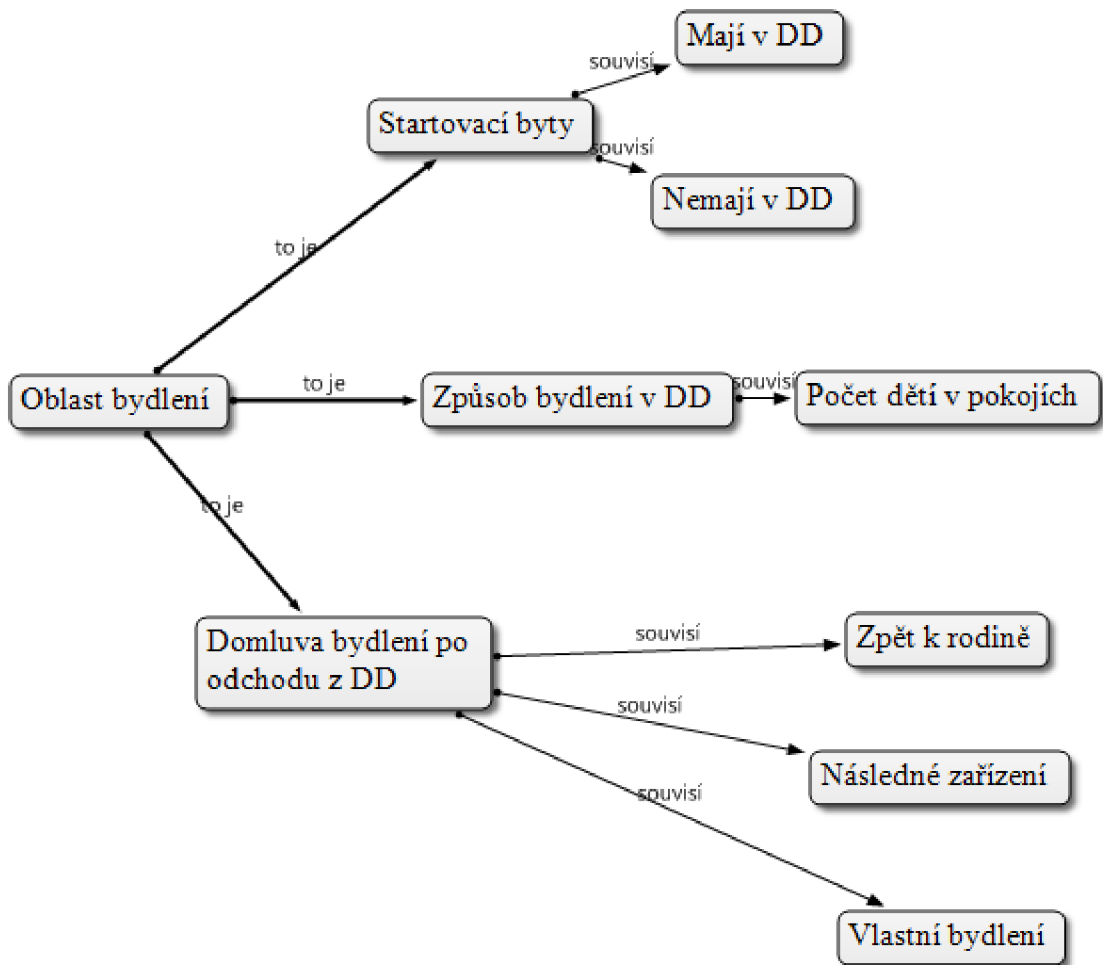 Mají v DD
souvisí
Startovací byty
souvisí
Nemají v DD
to je
Oblast bydlení
to je
Způsob bydlení v DD
souvisí
Počet dětí v pokojích
to je
Domluva bydlení po
odchodu z DD
souvisí
Zpět k rodině
souvisí
Následné zařízení
souvisí
Vlastní bydlení